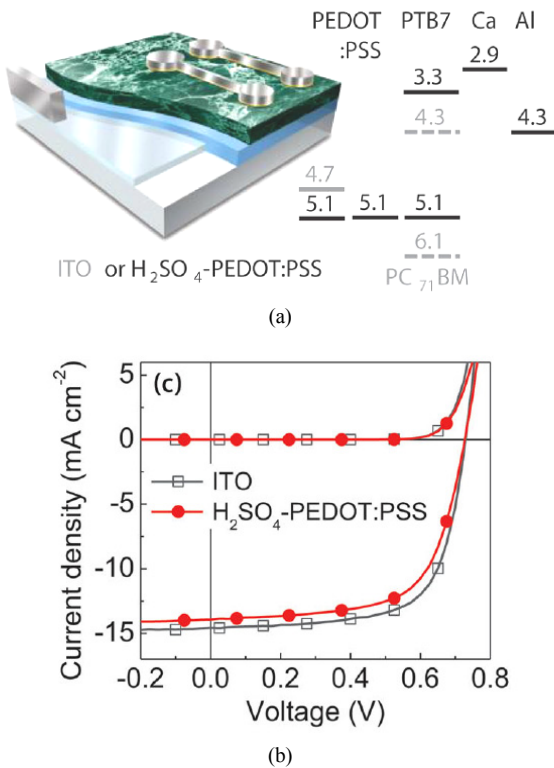 PEDOT PTB7 Ca Al
:PSS
2.9
3.3
4.3 4.3
4.7
5.1 5.1 5.1
6.1
ITO or H₂SO₄-PEDOT:PSS
PC₇₁BM
(a)
(c)
5
0
-5
-10
-15
Current density (mA cm⁻²)
ITO
H₂SO₄-PEDOT:PSS
-0.2 0.0 0.2 0.4 0.6 0.8
Voltage (V)
(b)